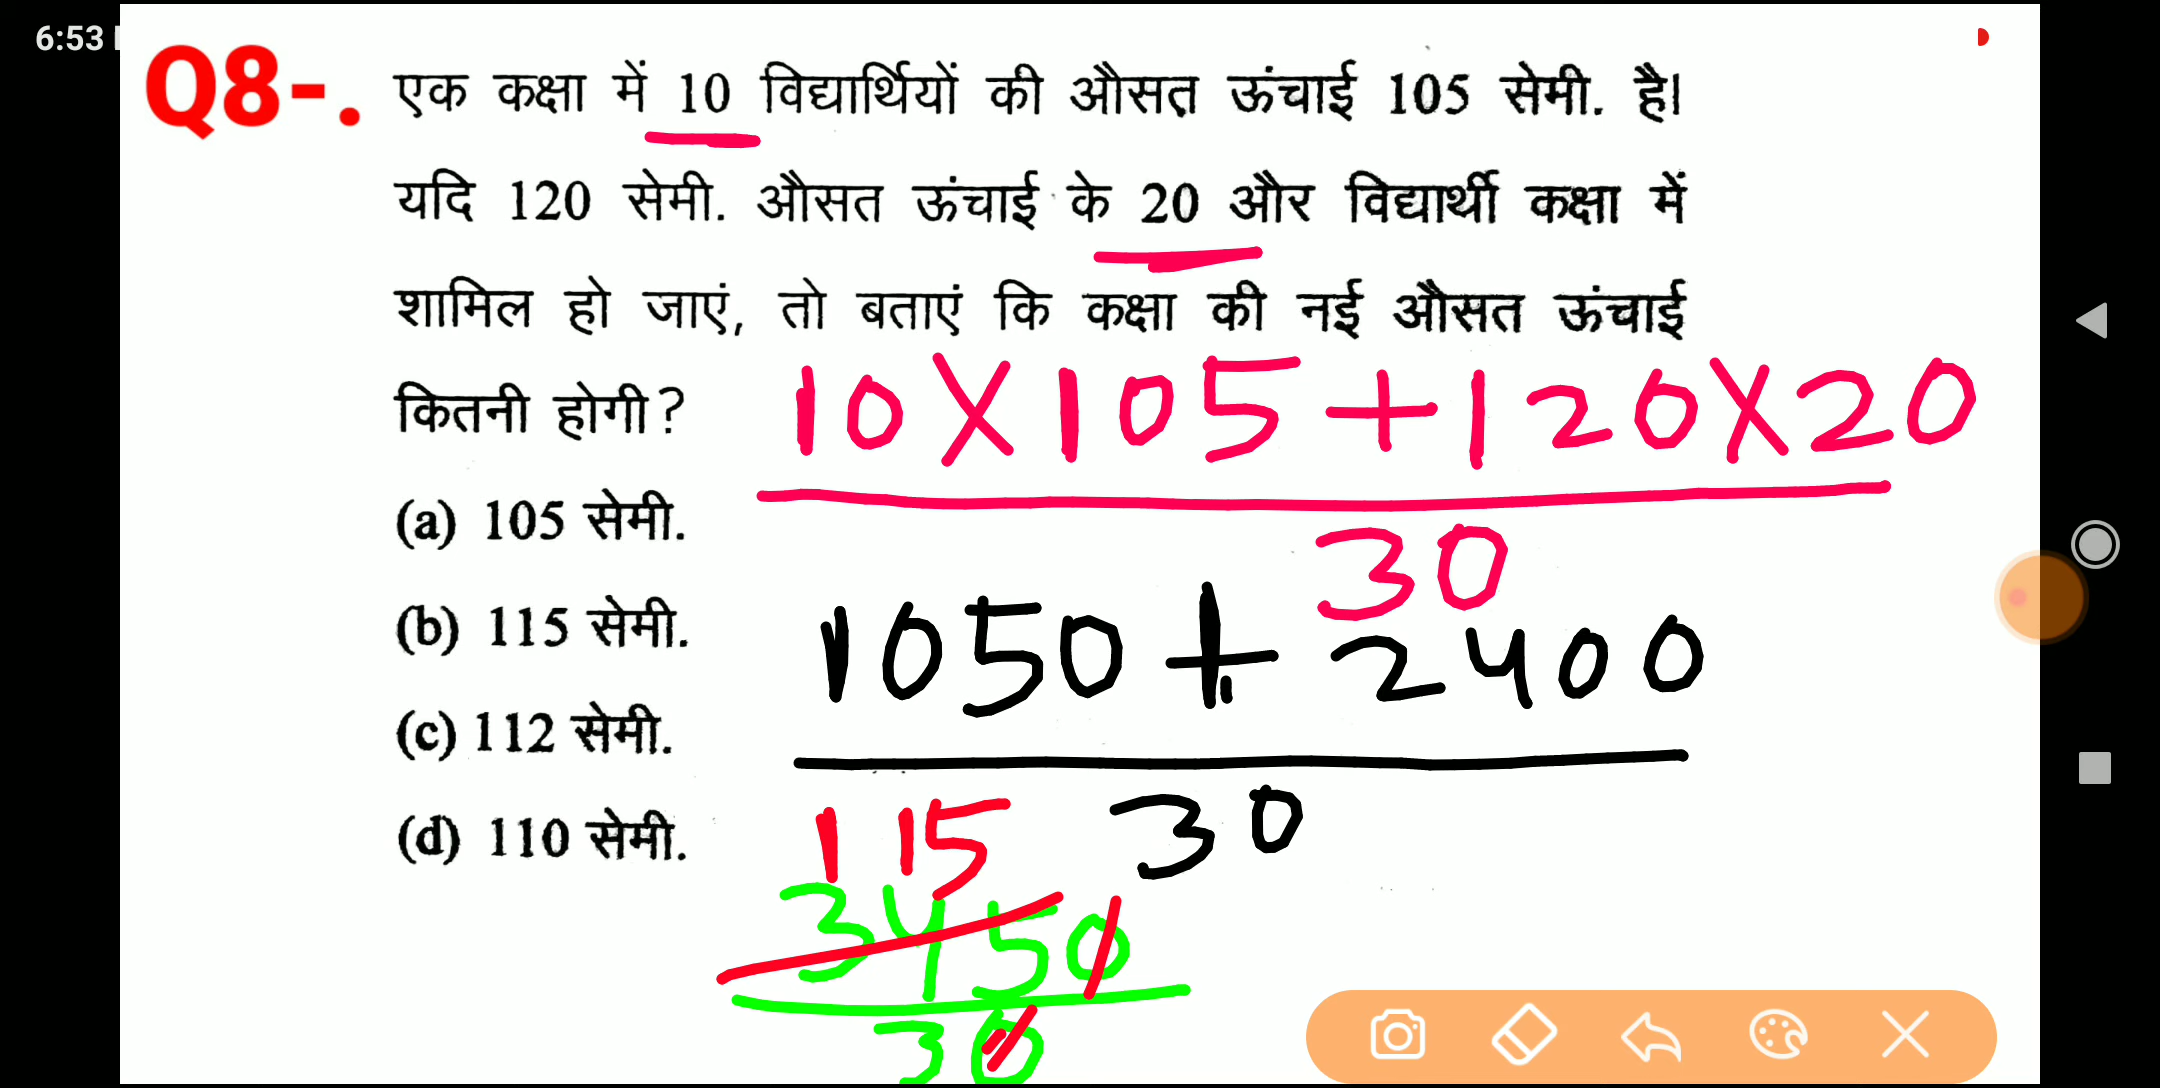 6:53
Q8-. एक कक्षा में 10 विद्यार्थियों की औसत ऊंचाई 105 सेमी. है।
यदि 120 सेमी. औसत ऊंचाई के 20 और विद्यार्थी कक्षा में
शामिल हो जाएं, तो बताएं कि कक्षा की नई औसत ऊंचाई
कितनी होगी?
10X105+120X20
30
(a) 105 सेमी.
(b) 115 सेमी.
1050+2400
30
(c) 112 सेमी.
(d) 110 सेमी.
115
3450
30